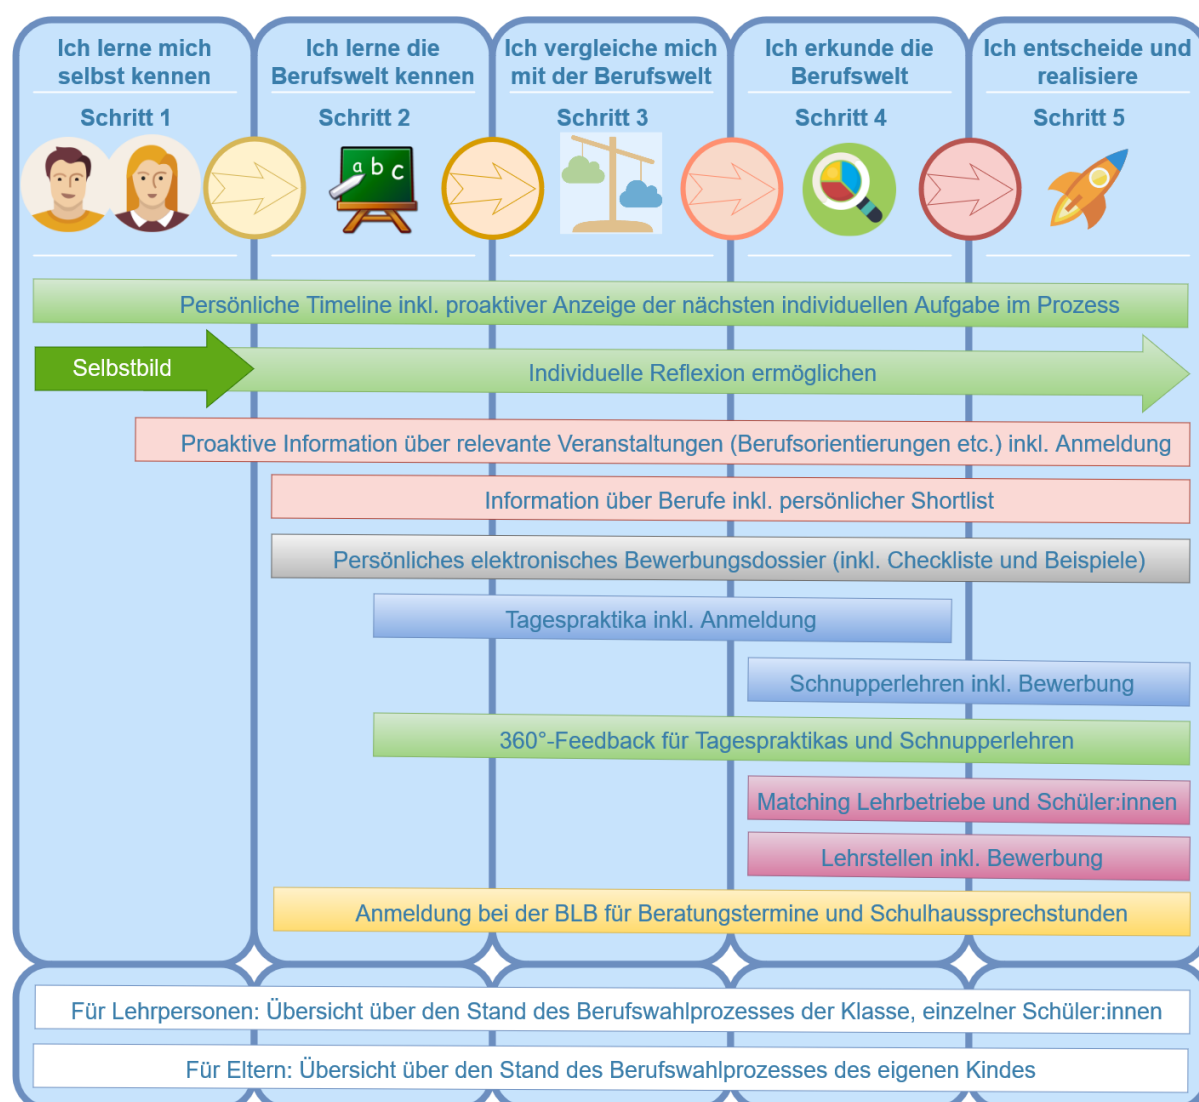 Ich lerne mich
selbst kennen
Schritt 1
Ich lerne die
Berufswelt kennen
Schritt 2
a b c
Ich vergleiche mich
mit der Berufswelt
Schritt 3
Ich erkunde die
Berufswelt
Schritt 4
Ich entscheide und
realisiere
Schritt 5
Persönliche Timeline inkl. proaktiver Anzeige der nächsten individuellen Aufgabe im Prozess
Selbstbild
Individuelle Reflexion ermöglichen
Proaktive Information über relevante Veranstaltungen (Berufsorientierungen etc.) inkl. Anmeldung
Information über Berufe inkl. persönlicher Shortlist
Persönliches elektronisches Bewerbungsdossier (inkl. Checkliste und Beispiele)
Tagespraktika inkl. Anmeldung
Schnupperlehren inkl. Bewerbung
360°-Feedback für Tagespraktikas und Schnupperlehren
Matching Lehrbetriebe und Schüler:innen
Lehrstellen inkl. Bewerbung
Anmeldung bei der BLB für Beratungstermine und Schulhaussprechstunden
Für Lehrpersonen: Übersicht über den Stand des Berufswahlprozesses der Klasse, einzelner Schüler:innen
Für Eltern: Übersicht über den Stand des Berufswahlprozesses des eigenen Kindes